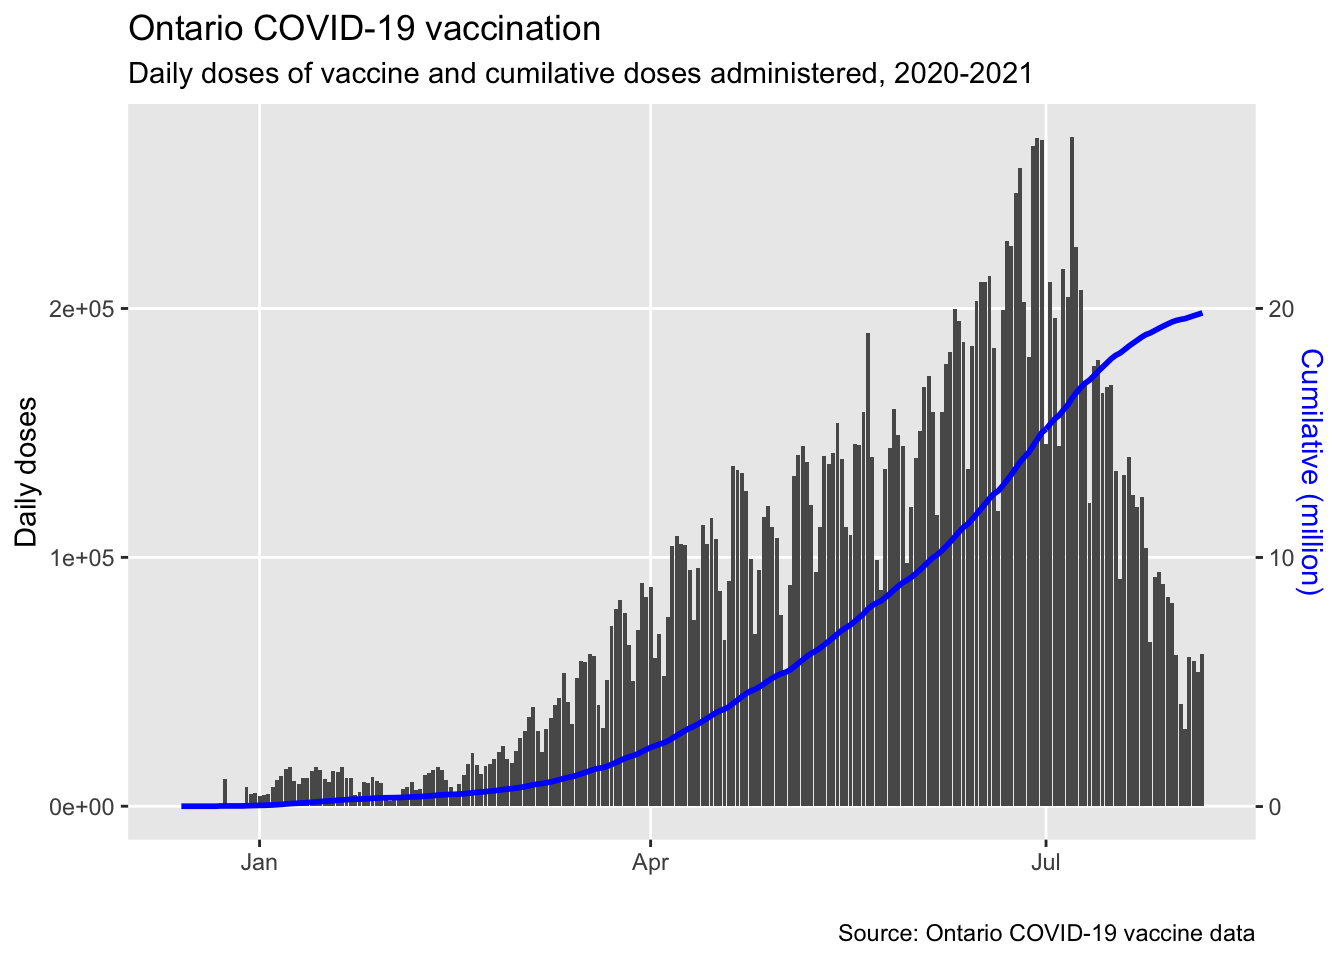 Ontario COVID-19 vaccination
Daily doses of vaccine and cumilative doses administered, 2020-2021
Daily doses
2e+05
1e+05
0e+00
20
10
0
Cumilative (million)
Jan
Apr
Jul
Source: Ontario COVID-19 vaccine data